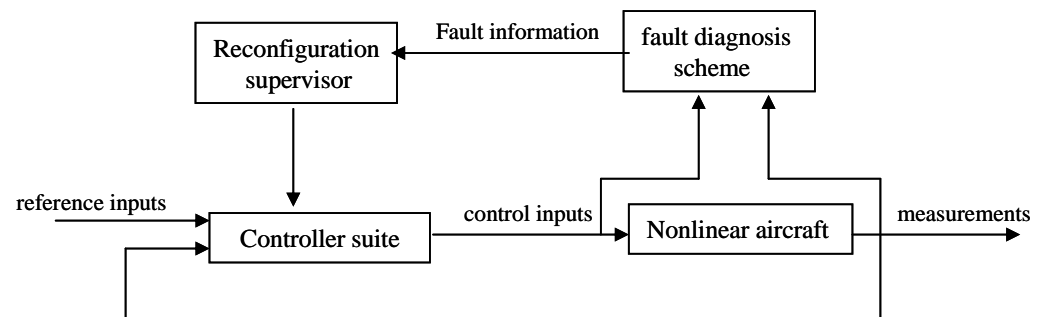 Reconfiguration
supervisor
Fault information
fault diagnosis
scheme
reference inputs
Controller suite
control inputs
Nonlinear aircraft
measurements